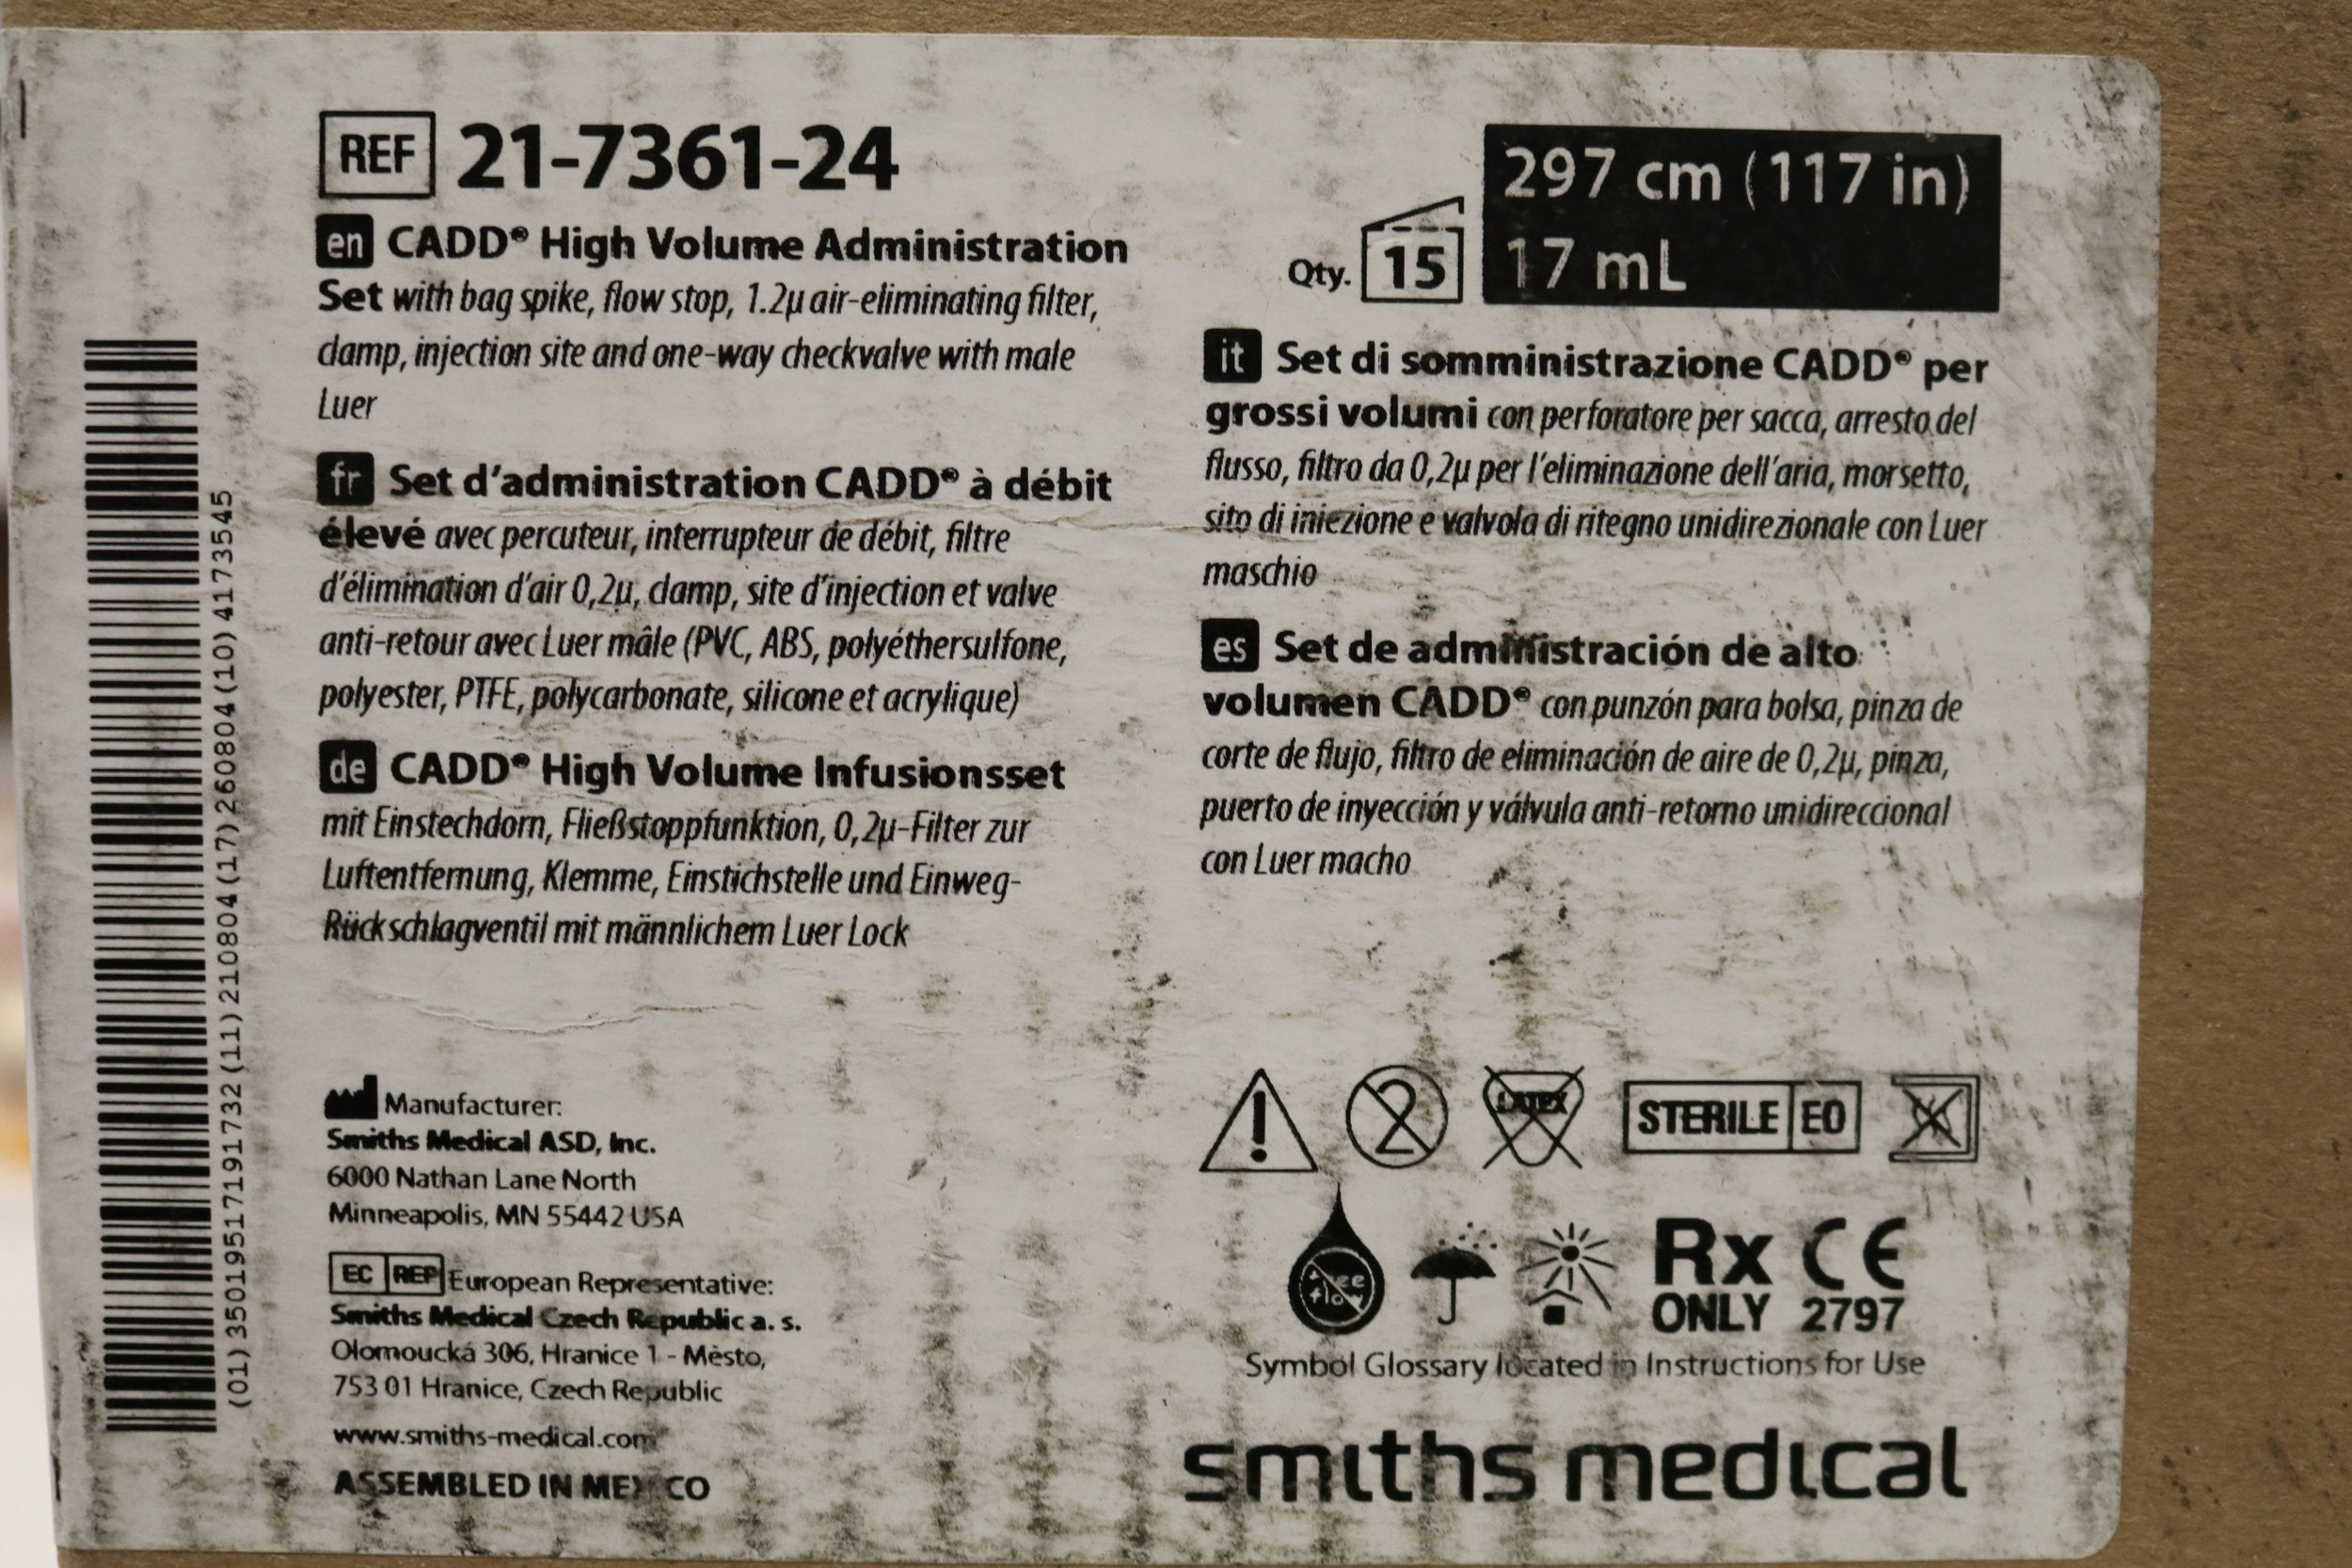 REF 21-7361-24
en CADD® High Volume Administration
Set with bag spike, flow stop, 1.2µ air-eliminating filter,
clamp, injection site and one-way checkvalve with male
Luer
fr Set d'administration CADD® à débit
élevé avec percuteur, interrupteur de débit, filtre
d'élimination d'air 0,2µ, clamp, site d'injection et valve
anti-retour avec Luer mâle (PVC, ABS, polyéthersulfone,
polyester, PTFE, polycarbonate, silicone et acrylique)
de CADD® High Volume Infusionsset
mit Einstechdorn, Fließstoppfunktion, 0,2µ-Filter zur
Luftentfernung, Klemme, Einstichstelle und Einweg-
Rückschlagventil mit männlichem Luer Lock
Manufacturer:
Smiths Medical ASD, Inc.
6000 Nathan Lane North
Minneapolis, MN 55442 USA
EC REP European Representative:
Smiths Medical Czech Republic a. s.
Olomoucká 306, Hranice 1 - Město,
753 01 Hranice, Czech Republic
www.smiths-medical.com
ASSEMBLED IN MEXICO
(01)35019517191732(11)210804(17)260804(10)4173545
297 cm (117 in)
17 mL
Qty. 15
it Set di somministrazione CADD® per
grossi volumi con perforatore per sacca, arresto del
flusso, filtro da 0,2µ per l'eliminazione dell'aria, morsetto,
sito di iniezione e valvola di ritegno unidirezionale con Luer
maschio
es Set de administración de alto
volumen CADD® con punzón para bolsa, pinza de
corte de flujo, filtro de eliminación de aire de 0,2µ, pinza,
puerto de inyección y válvula anti-retorno unidireccional
con Luer macho
2 LATEX STERILE EO
free flow
Rx ONLY
CE 2797
Symbol Glossary located in Instructions for Use
smiths medical